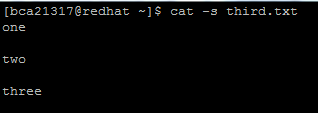 [bca21317@redhat ~]$ cat -s third.txt
one
two
three